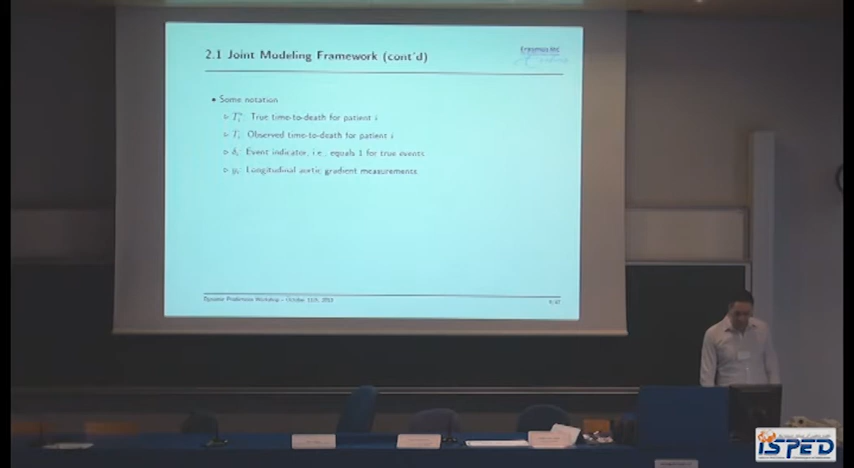 2.1 Joint Modeling Framework (cont'd)
Erasmus MC
• Some notation
▷ Tᵢ*: True time-to-death for patient i
▷ Tᵢ: Observed time-to-death for patient i
▷ δᵢ: Event indicator, i.e., equals 1 for true events
▷ yᵢ: Longitudinal aortic gradient measurements
Dynamic Predictions Workshop – October 11th, 2013
ISPED